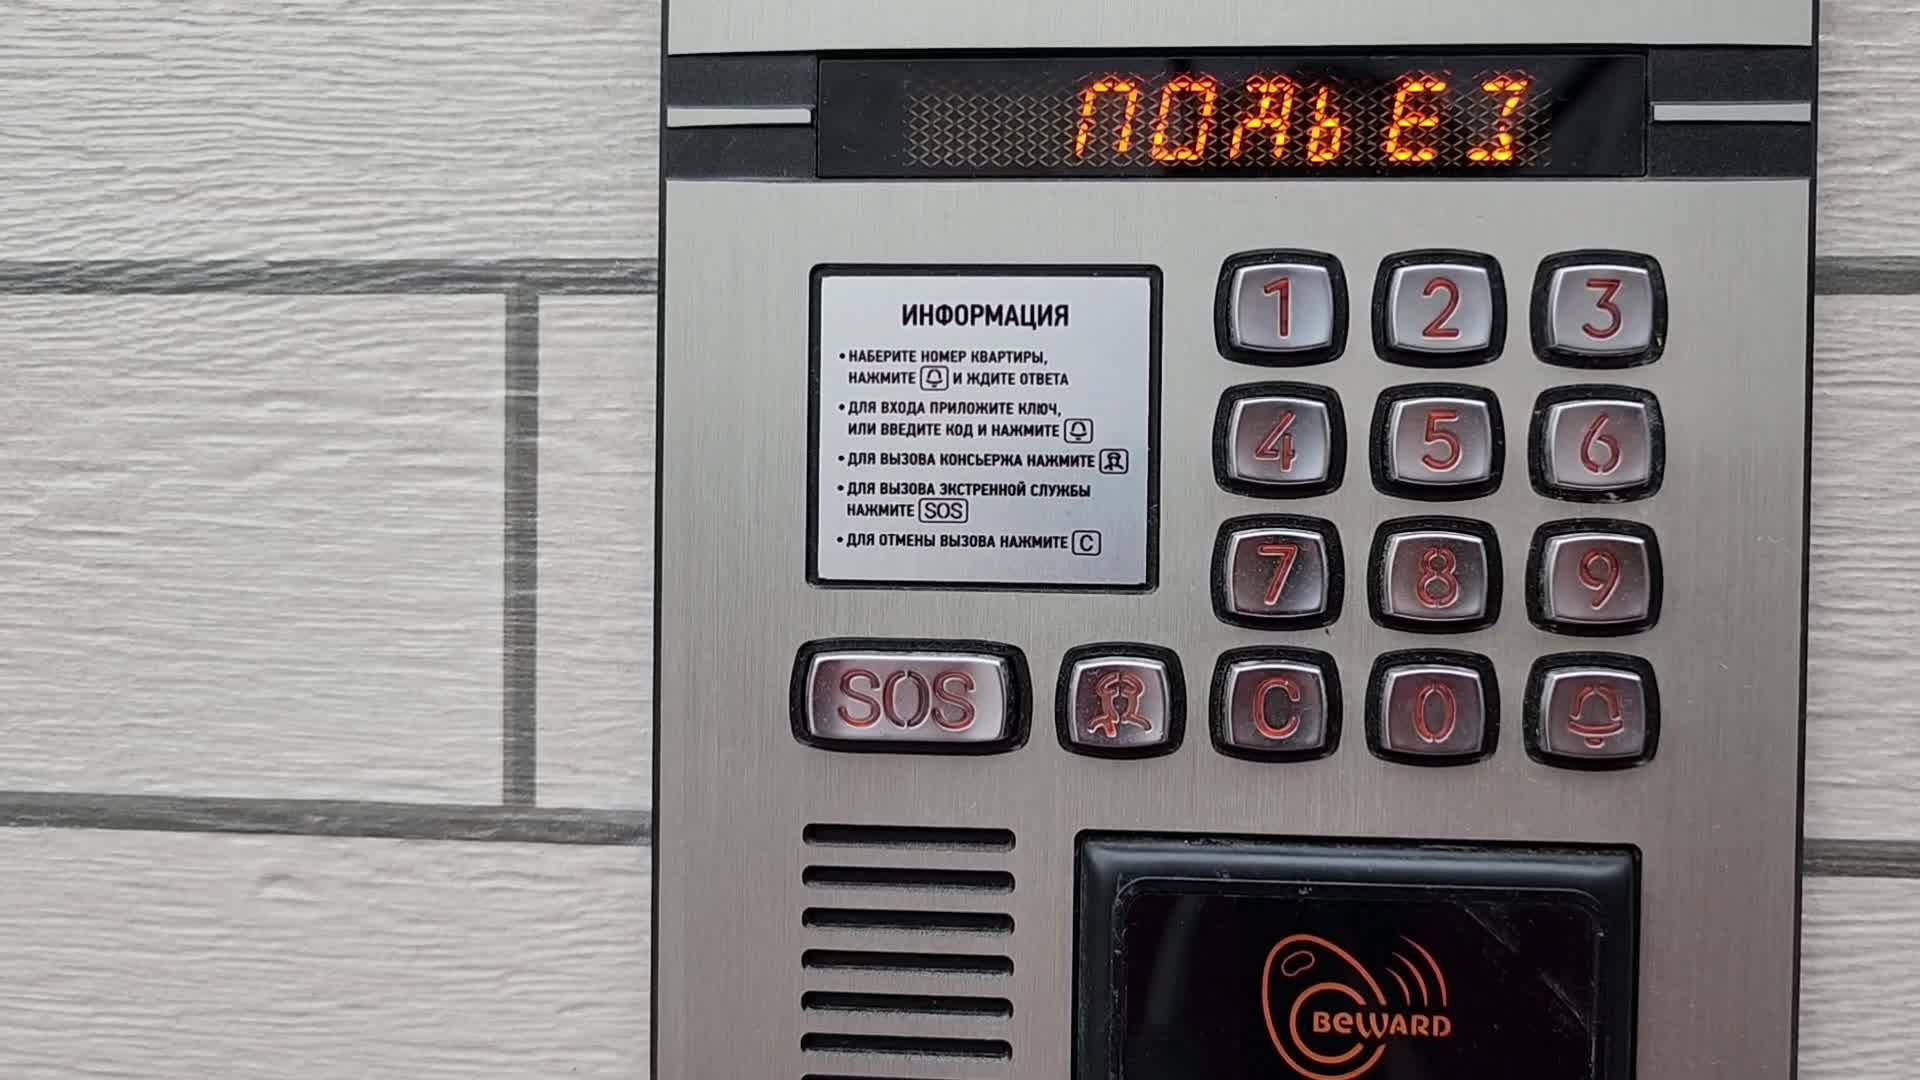 ПОДЪЕЗ
ИНФОРМАЦИЯ
• НАБЕРИТЕ НОМЕР КВАРТИРЫ,
НАЖМИТЕ И ЖДИТЕ ОТВЕТА
• ДЛЯ ВХОДА ПРИЛОЖИТЕ КЛЮЧ,
ИЛИ ВВЕДИТЕ КОД И НАЖМИТЕ
• ДЛЯ ВЫЗОВА КОНСЬЕРЖА НАЖМИТЕ
• ДЛЯ ВЫЗОВА ЭКСТРЕННОЙ СЛУЖБЫ
НАЖМИТЕ SOS
• ДЛЯ ОТМЕНЫ ВЫЗОВА НАЖМИТЕ C
1 2 3
4 5 6
7 8 9
SOS C 0
BEWARD